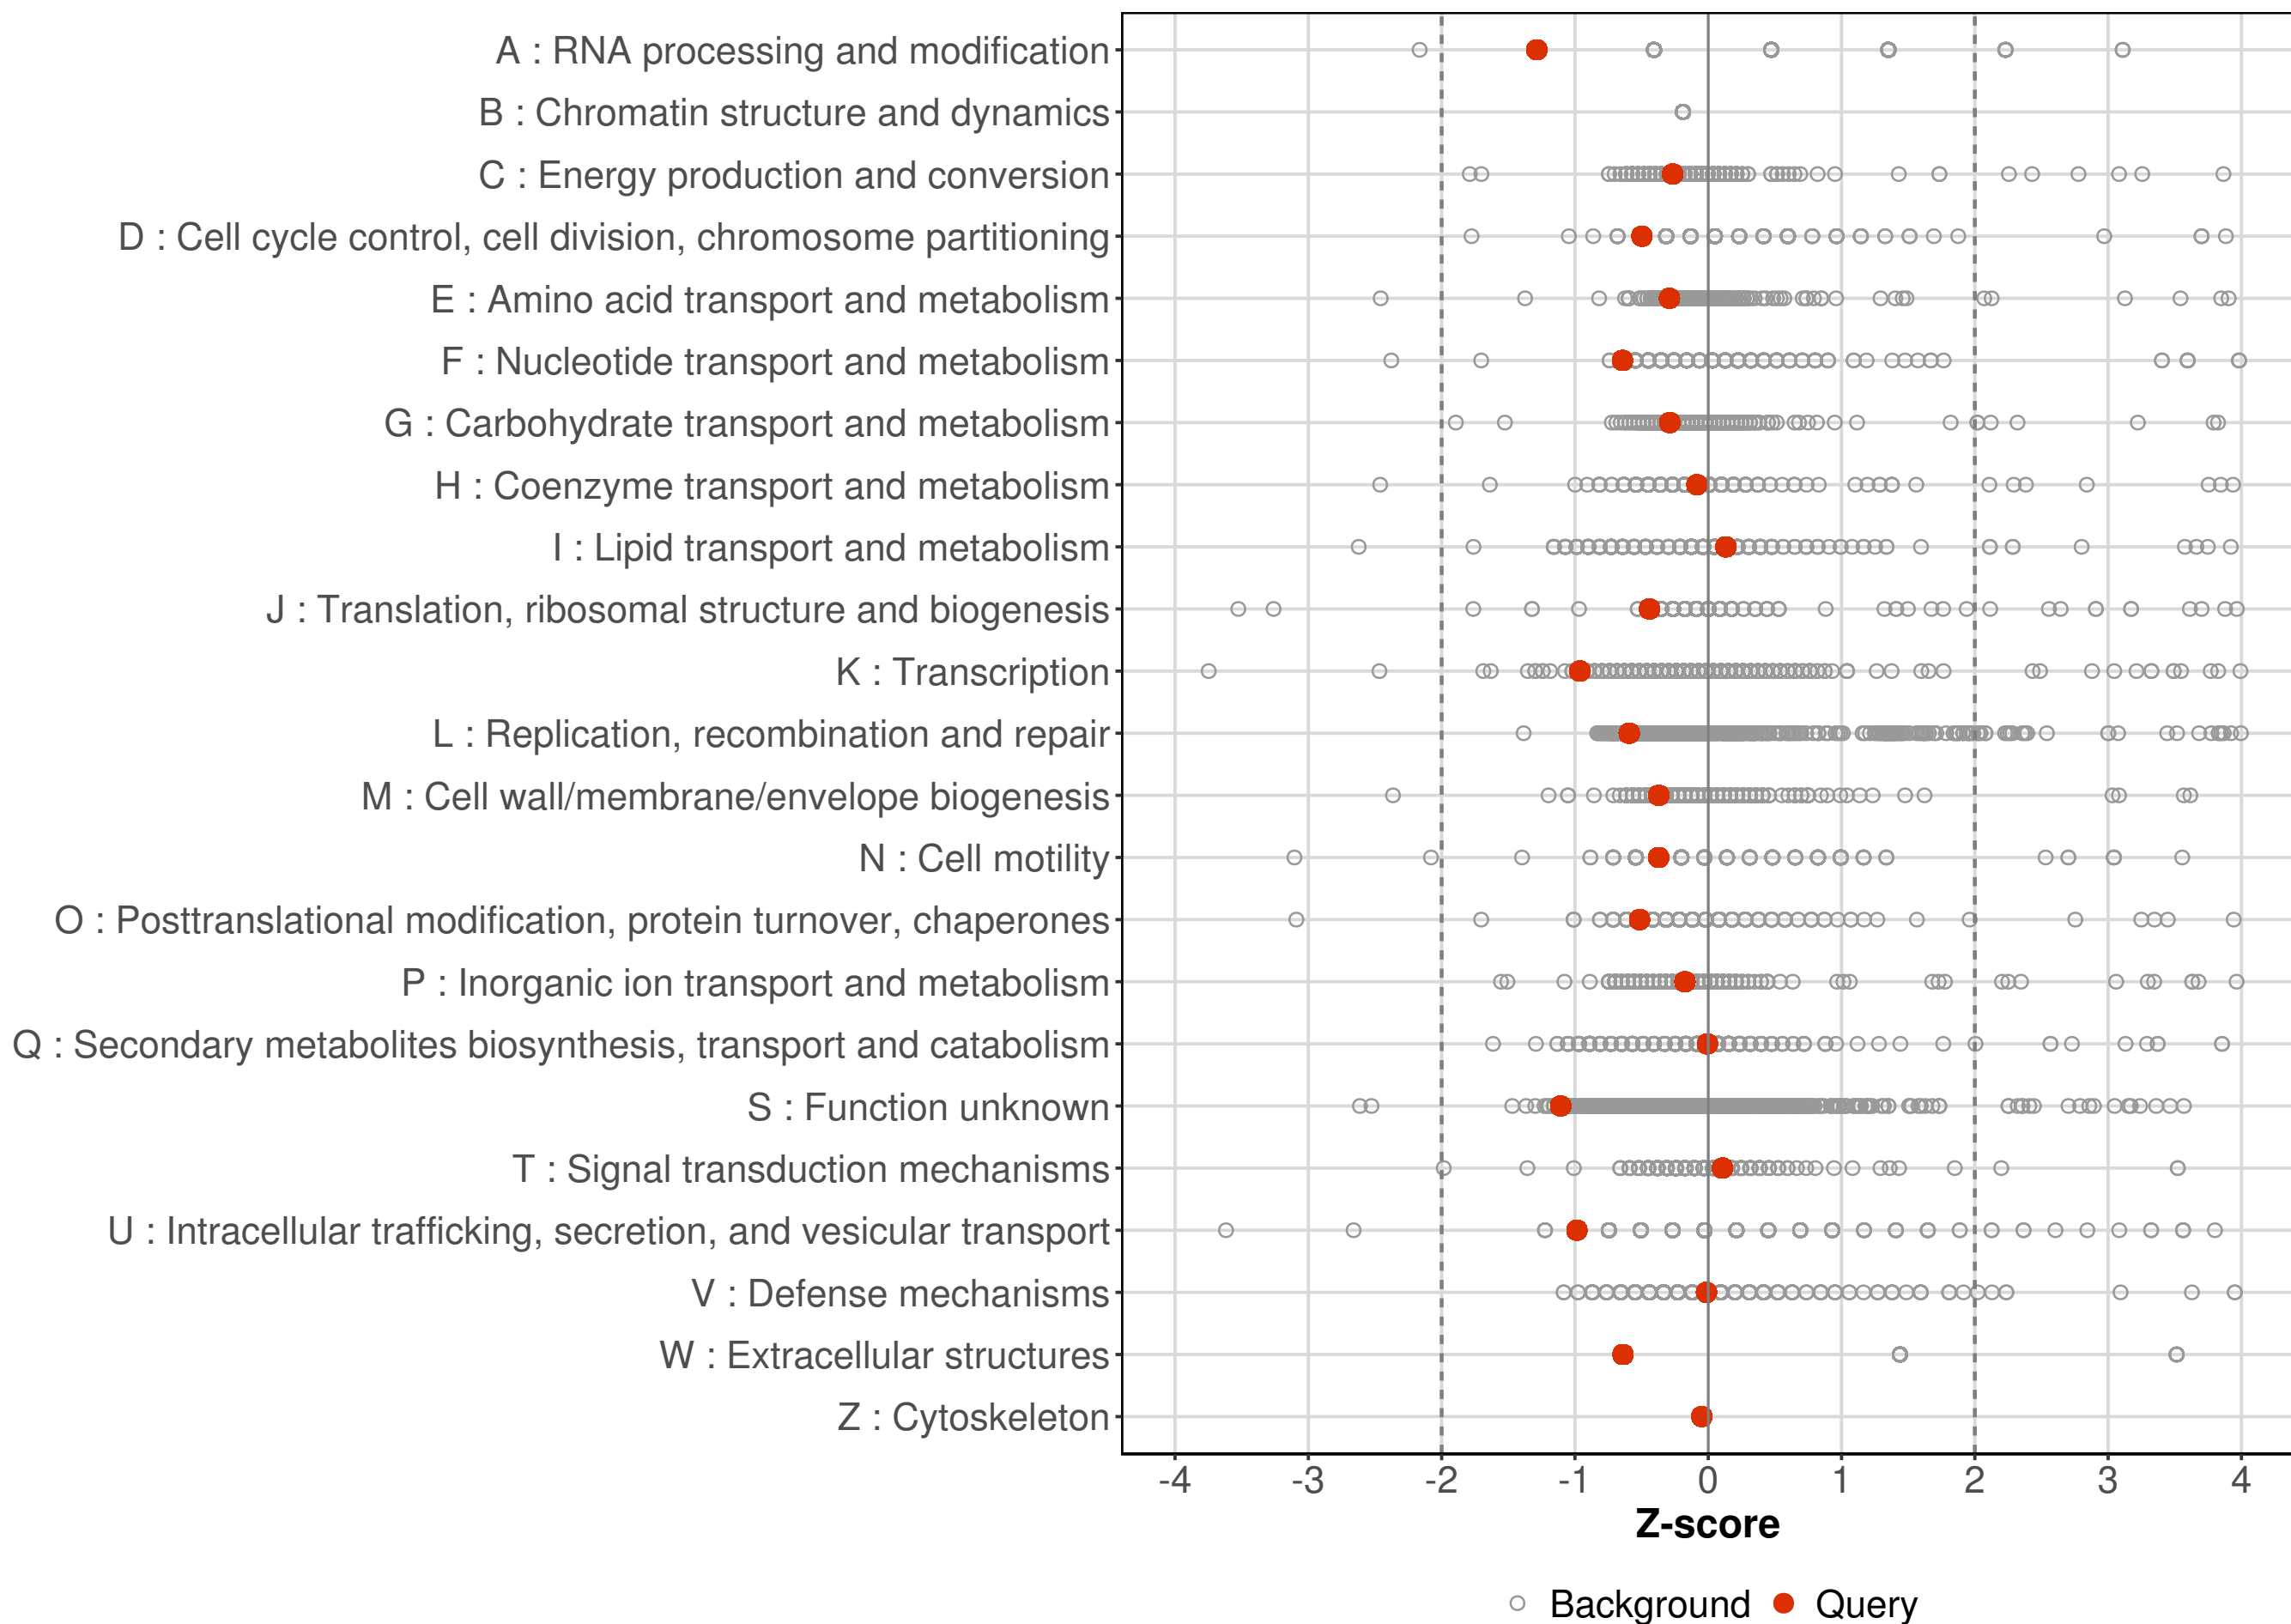 A : RNA processing and modification
B : Chromatin structure and dynamics
C : Energy production and conversion
D : Cell cycle control, cell division, chromosome partitioning
E : Amino acid transport and metabolism
F : Nucleotide transport and metabolism
G : Carbohydrate transport and metabolism
H : Coenzyme transport and metabolism
I : Lipid transport and metabolism
J : Translation, ribosomal structure and biogenesis
K : Transcription
L : Replication, recombination and repair
M : Cell wall/membrane/envelope biogenesis
N : Cell motility
O : Posttranslational modification, protein turnover, chaperones
P : Inorganic ion transport and metabolism
Q : Secondary metabolites biosynthesis, transport and catabolism
S : Function unknown
T : Signal transduction mechanisms
U : Intracellular trafficking, secretion, and vesicular transport
V : Defense mechanisms
W : Extracellular structures
Z : Cytoskeleton
-4 -3 -2 -1 0 1 2 3 4
Z-score
Background Query